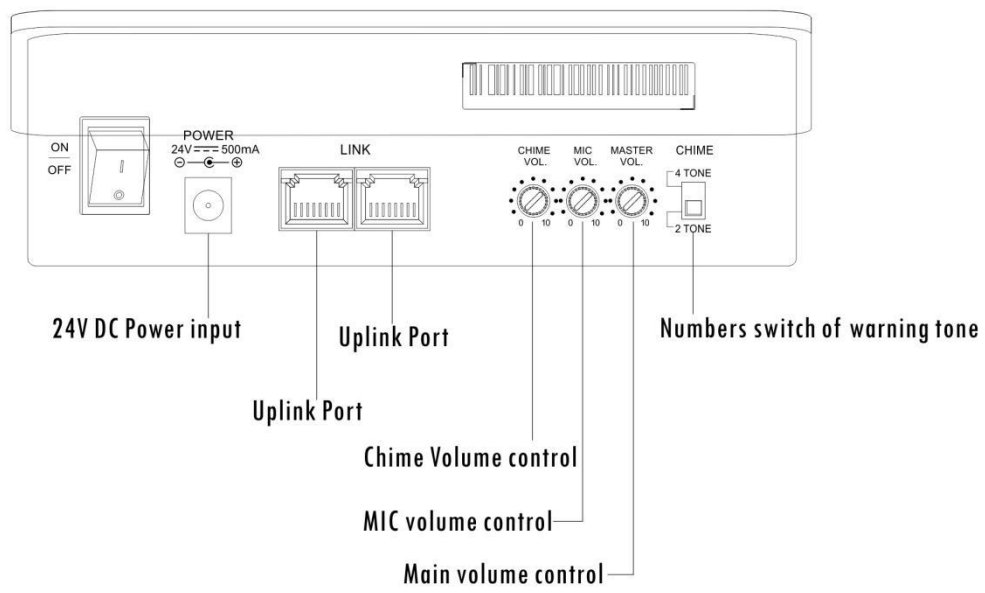 ON
OFF
POWER
24V 500mA
LINK
CHIME
VOL.
MIC
VOL.
MASTER
VOL.
CHIME
4 TONE
2 TONE
0 10
0 10
0 10
24V DC Power input
Uplink Port
Numbers switch of warning tone
Uplink Port
Chime Volume control
MIC volume control
Main volume control